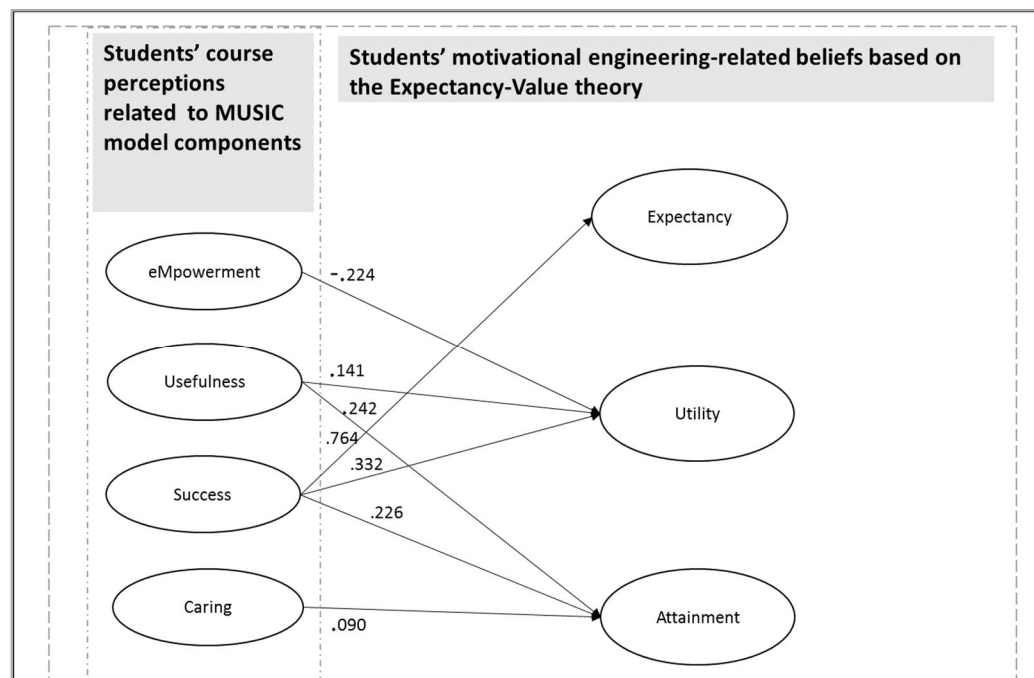 Students’ course
perceptions
related  to MUSIC
model components
Students’ motivational engineering-related beliefs based on
the Expectancy-Value theory
Expectancy
eMpowerment
-.224
Usefulness
.141
.242
Utility
.764
.332
Success
.226
Caring
.090
Attainment